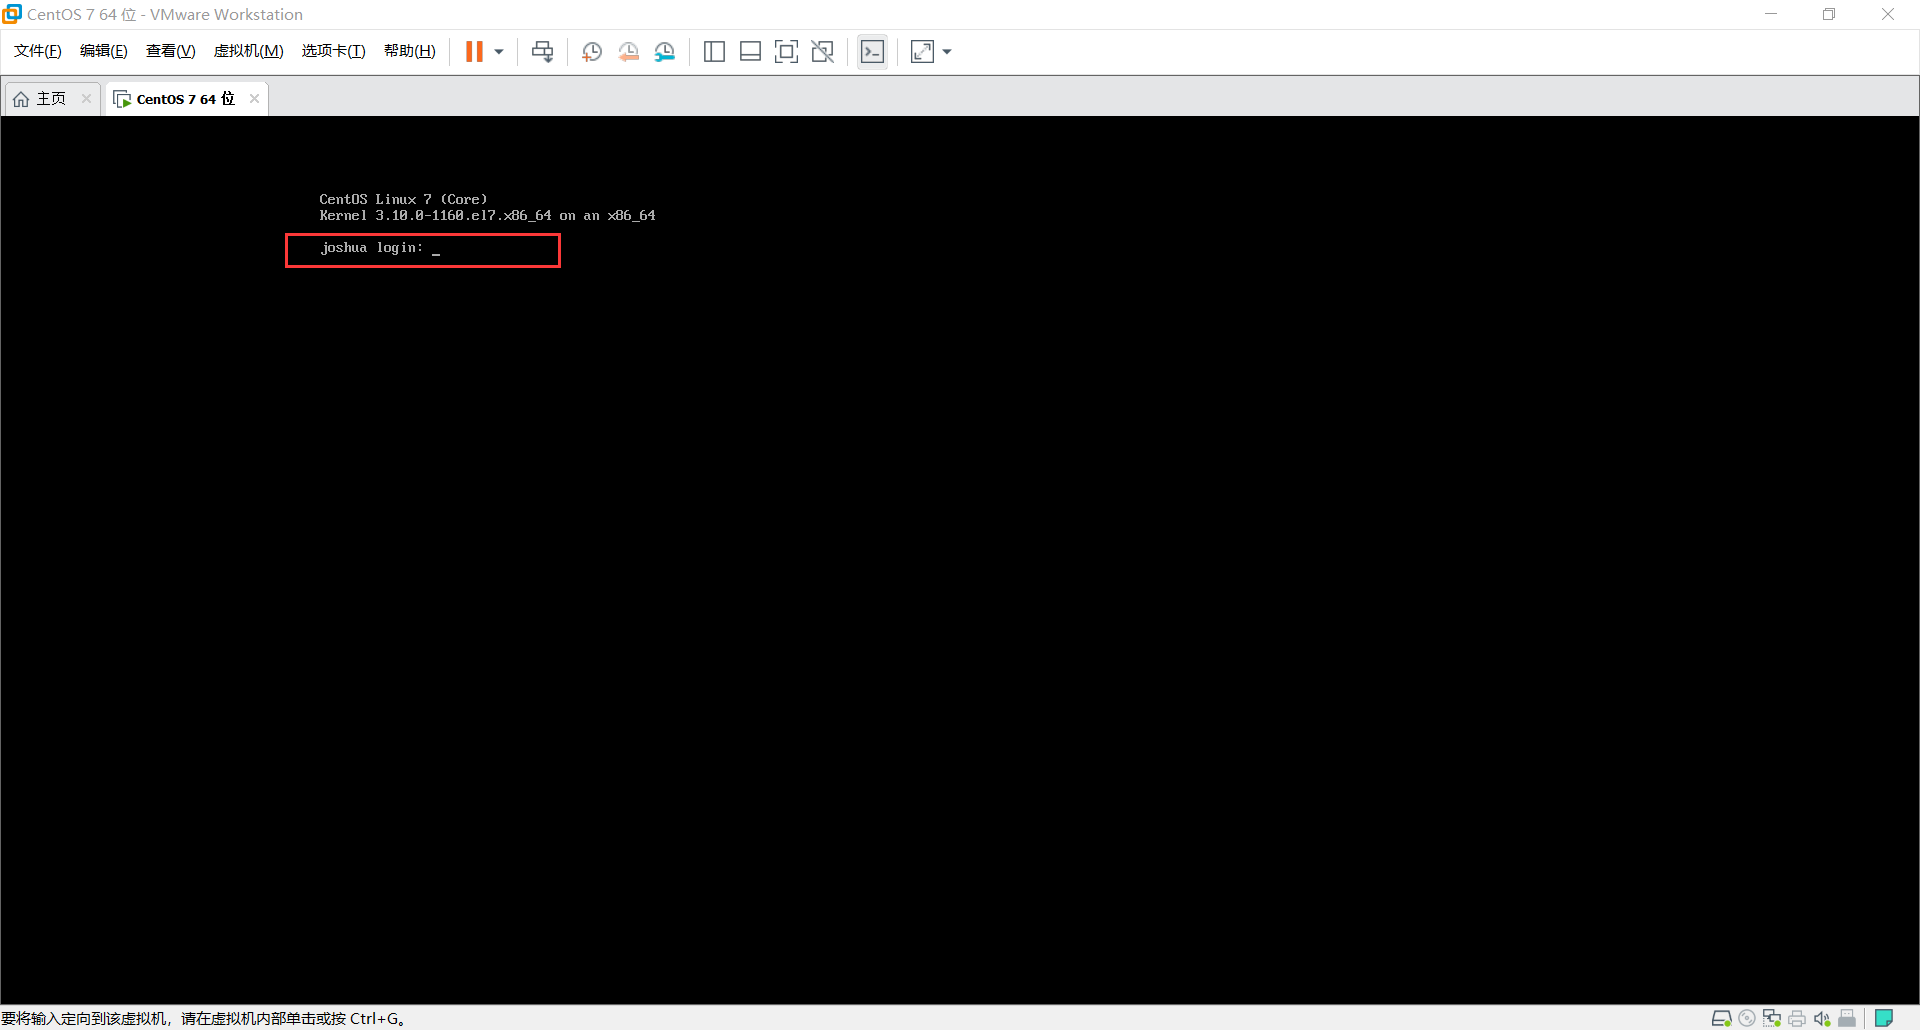 CentOS 7 64 位 - VMware Workstation
文件(F) 编辑(E) 查看(V) 虚拟机(M) 选项卡(T) 帮助(H)
主页 CentOS 7 64 位
CentOS Linux 7 (Core)
Kernel 3.10.0-1160.el7.x86_64 on an x86_64
joshua login: _
要将输入定向到该虚拟机，请在虚拟机内部单击或按 Ctrl+G。